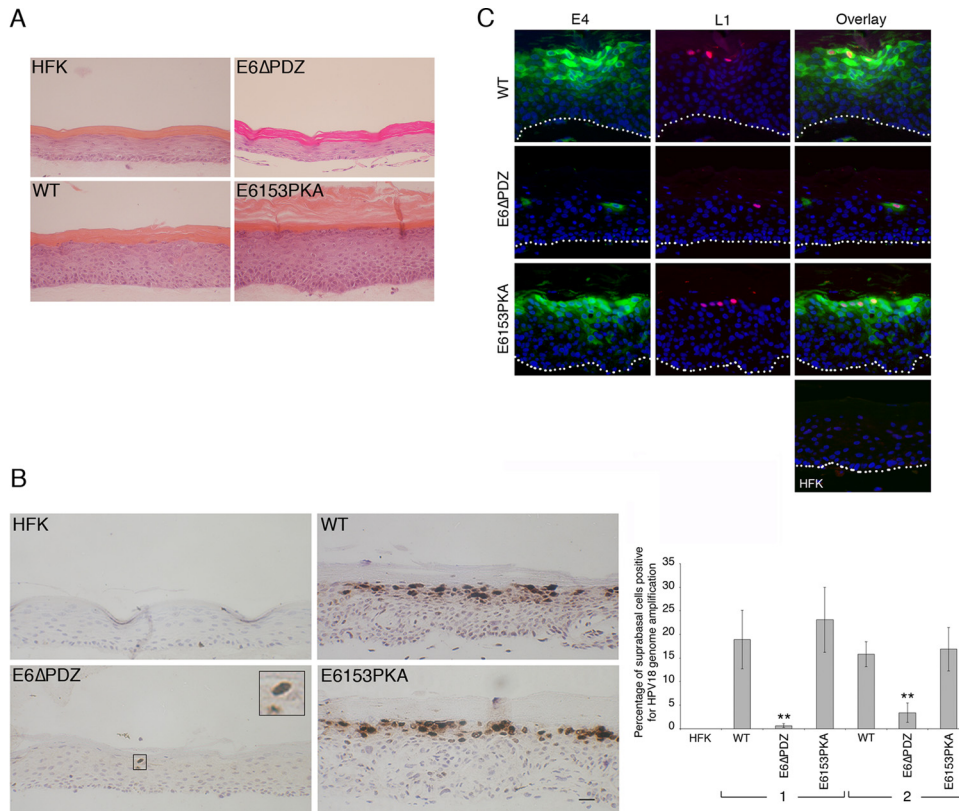 A
HFK
E6ΔPDZ
WT
E6153PKA
C
E4
L1
Overlay
WT
E6ΔPDZ
E6153PKA
HFK
B
HFK
WT
E6ΔPDZ
E6153PKA
Percentage of suprabasal cells positive
for HPV18 genome amplification
35
30
25
20
15
10
5
0
**
**
HFK
WT
E6ΔPDZ
E6153PKA
WT
E6ΔPDZ
E6153PKA
1
2